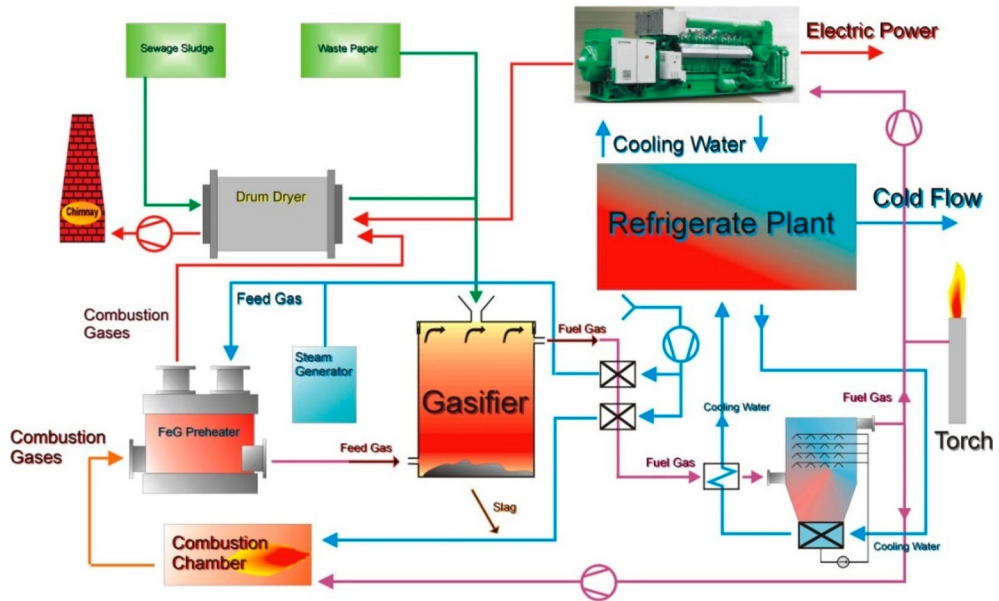 Sewage Sludge
Waste Paper
Electric Power
Cooling Water
Chimnay
Drum Dryer
Refrigerate Plant
Cold Flow
Combustion
Gases
Feed Gas
Steam
Generator
Fuel Gas
Gasifier
FeG Preheater
Cooling Water
Fuel Gas
Torch
Combustion
Gases
Feed Gas
Fuel Gas
Slag
Combustion
Chamber
Cooling Water